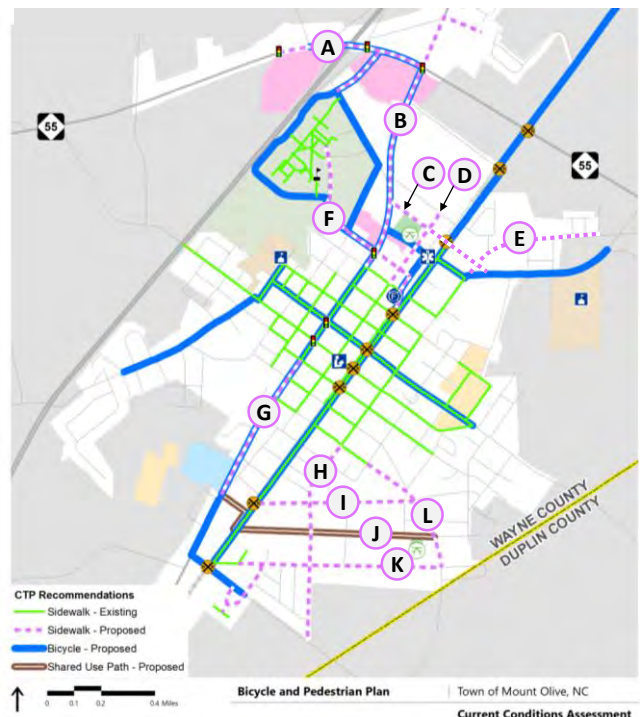 A
B
C
D
E
F
G
H
I
J
K
L
55
55
WAYNE COUNTY
DUPLIN COUNTY
CTP Recommendations
Sidewalk - Existing
Sidewalk - Proposed
Bicycle - Proposed
Shared Use Path - Proposed
0 0.1 0.2 0.4 Miles
Bicycle and Pedestrian Plan
Town of Mount Olive, NC
Current Conditions Assessment